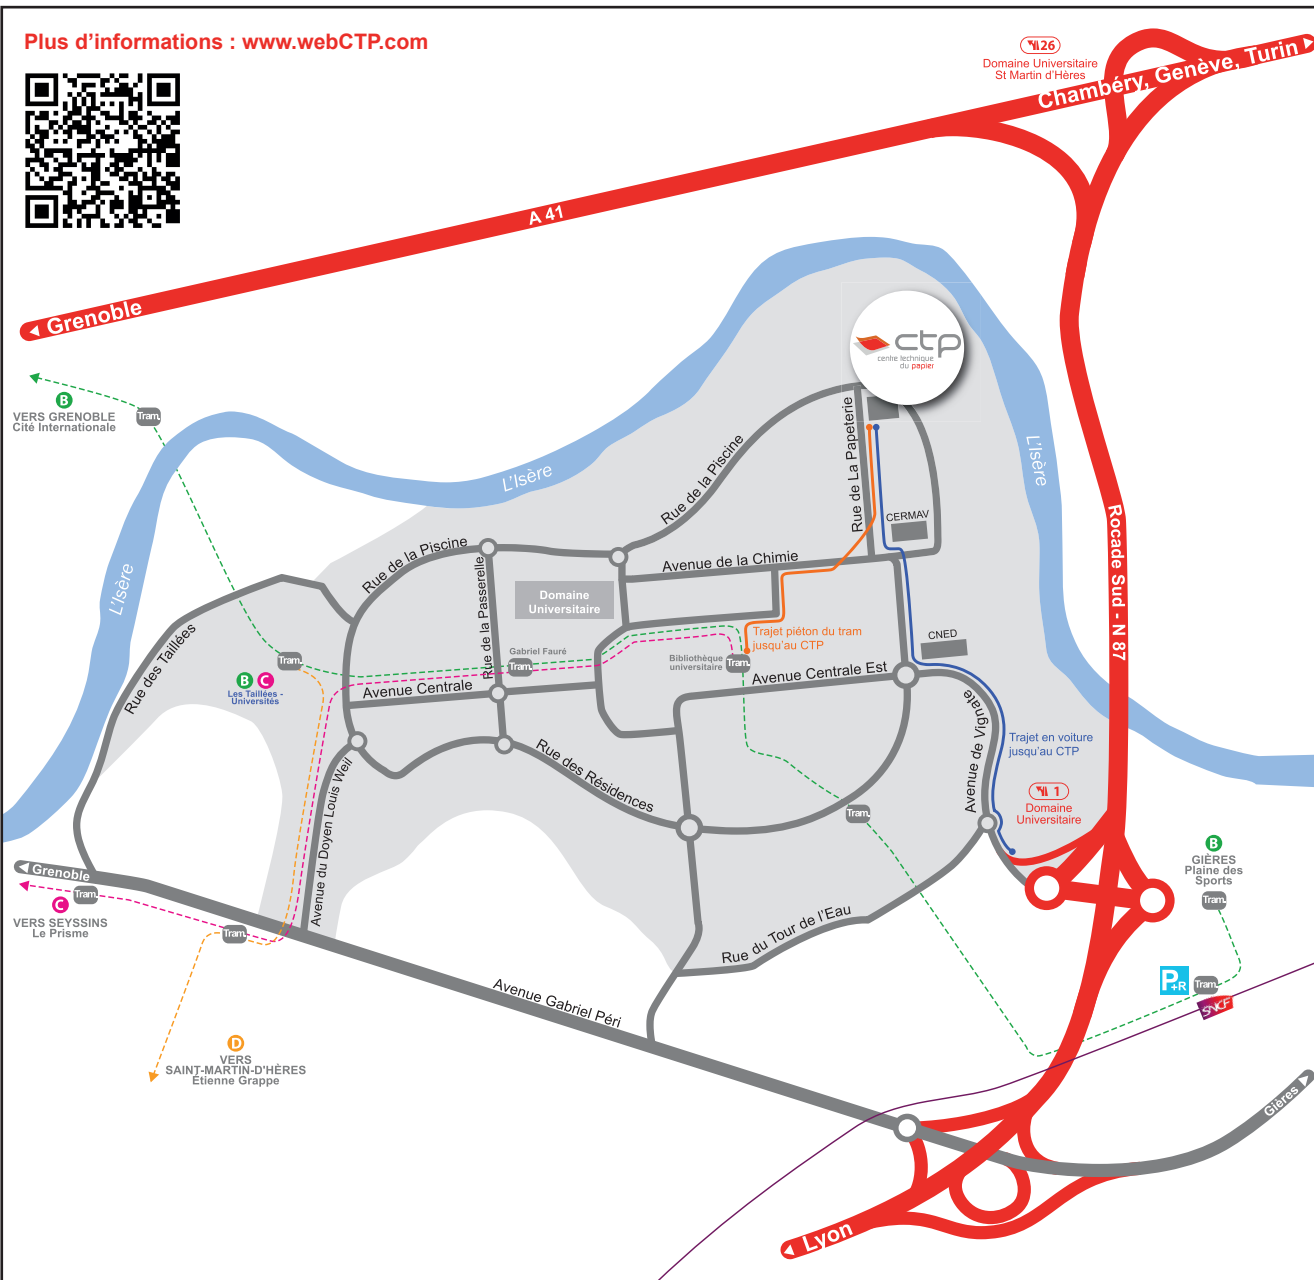 Plus d’informations : www.webCTP.com
26
Domaine Universitaire
St Martin d’Hères
Chambéry, Genève, Turin
A 41
Grenoble
ctp
centre technique
du papier
B
VERS GRENOBLE
Cité Internationale
Tram.
L’Isère
L’Isère
L’Isère
Rue de la Piscine
Rue de La Papeterie
CERMAV
Rocade Sud - N 87
Rue de la Piscine
Avenue de la Chimie
Rue de la Passerelle
Domaine
Universitaire
Rue des Taillées
Trajet piéton du tram
jusqu’au CTP
CNED
Gabriel Fauré
Tram.
Bibliothèque
universitaire
Tram.
Tram.
B C
Les Taillées -
Universités
Avenue Centrale
Avenue Centrale Est
Avenue de Vignate
Trajet en voiture
jusqu’au CTP
Rue des Résidences
Avenue du Doyen Louis Weil
1
Domaine
Universitaire
Tram.
B
GIÈRES
Plaine des
Sports
Tram.
Grenoble
Tram.
C
VERS SEYSSINS
Le Prisme
Tram.
Rue du Tour de l’Eau
P+R
Tram.
SNCF
Avenue Gabriel Péri
D
VERS
SAINT-MARTIN-D'HÈRES
Étienne Grappe
Gières
Lyon